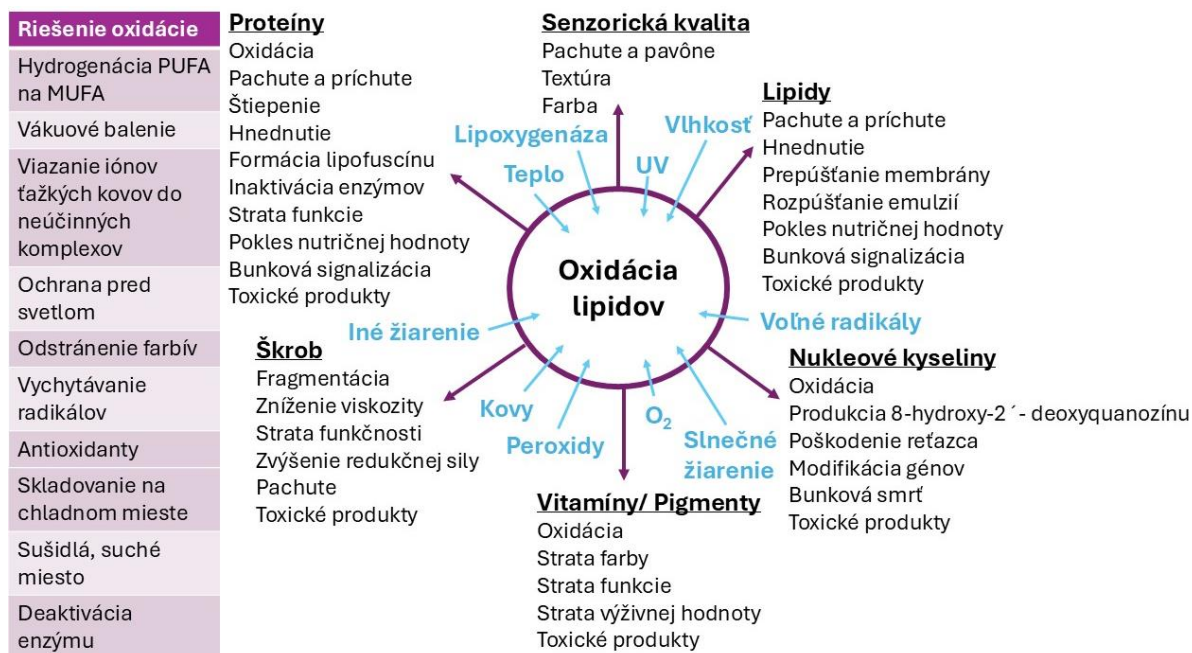 Riešenie oxidácie
Hydrogenácia PUFA
na MUFA
Vákuové balenie
Viazanie iónov
ťažkých kovov do
neúčinných
komplexov
Ochrana pred
svetlom
Odstránenie farbív
Vychytávanie
radikálov
Antioxidanty
Skladovanie na
chladnom mieste
Sušidlá, suché
miesto
Deaktivácia
enzýmu
Proteíny
Oxidácia
Pachute a príchute
Štiepenie
Hnednutie
Formácia lipofuscínu
Inaktivácia enzýmov
Strata funkcie
Pokles nutričnej hodnoty
Bunková signalizácia
Toxické produkty
Senzorická kvalita
Pachute a pavône
Textúra
Farba
Lipidy
Pachute a príchute
Hnednutie
Prepúšťanie membrány
Rozpúšťanie emulzií
Pokles nutričnej hodnoty
Bunková signalizácia
Toxické produkty
Lipoxygenáza
Teplo
UV
Vlhkosť
Oxidácia
lipidov
Iné žiarenie
Voľné radikály
Kovy
Peroxidy
O₂
Slnečné
žiarenie
Škrob
Fragmentácia
Zníženie viskozity
Strata funkčnosti
Zvýšenie redukčnej sily
Pachute
Toxické produkty
Vitamíny/ Pigmenty
Oxidácia
Strata farby
Strata funkcie
Strata výživnej hodnoty
Toxické produkty
Nukleové kyseliny
Oxidácia
Produkcia 8-hydroxy-2´- deoxyquanozínu
Poškodenie reťazca
Modifikácia génov
Bunková smrť
Toxické produkty